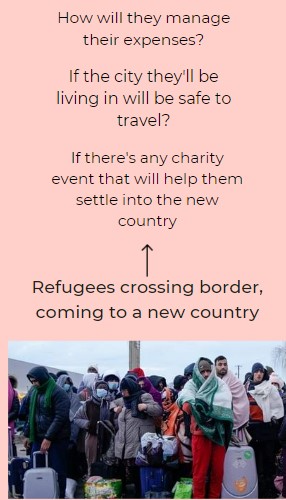 How will they manage
their expenses?
If the city they'll be
living in will be safe to
travel?
If there's any charity
event that will help them
settle into the new
country
Refugees crossing border,
coming to a new country